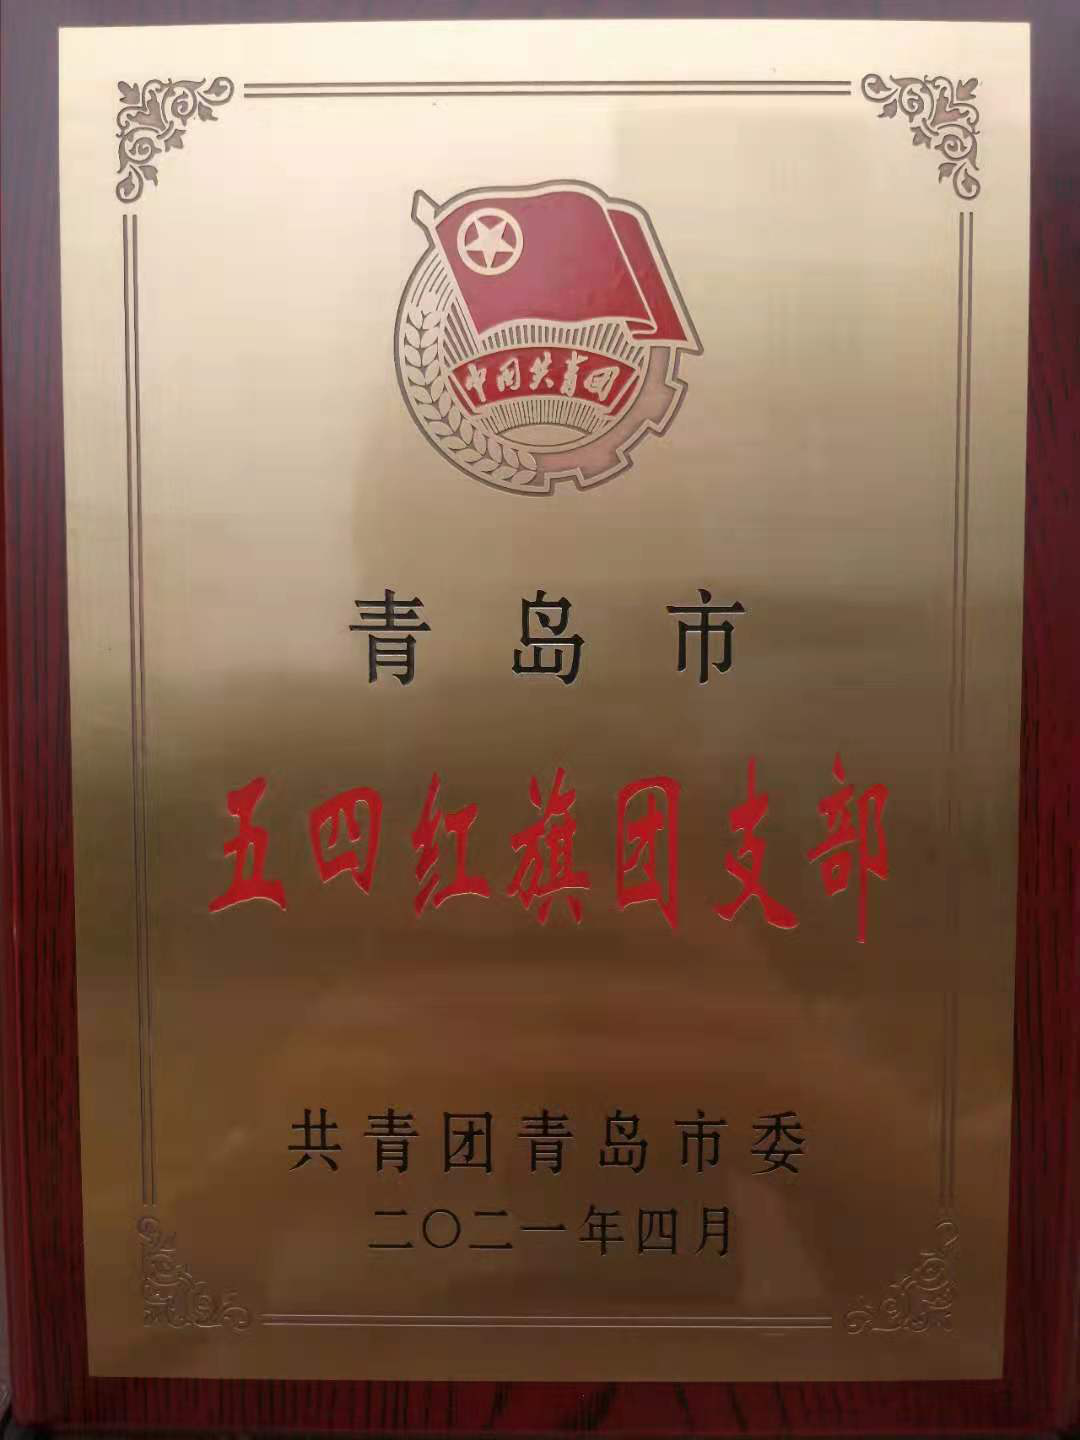 中国共青团
青岛市
五四红旗团支部
共青团青岛市委
二〇二一年四月